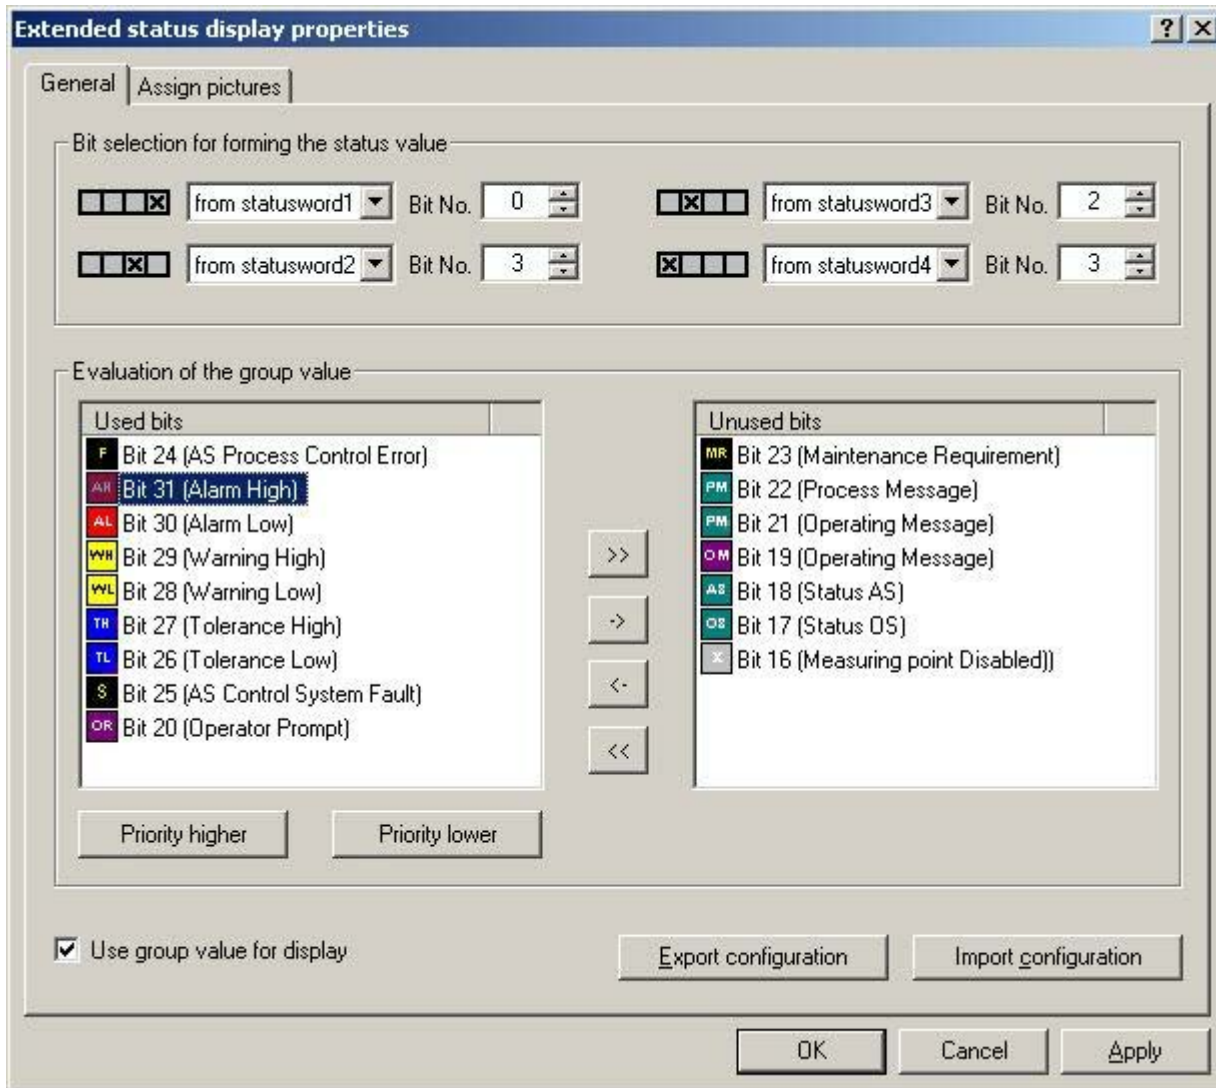 Extended status display properties
General Assign pictures
Bit selection for forming the status value
from statusword1 Bit No. 0 from statusword3 Bit No. 2
from statusword2 Bit No. 3 from statusword4 Bit No. 3
Evaluation of the group value
Used bits
F Bit 24 (AS Process Control Error)
AH Bit 31 (Alarm High)
AL Bit 30 (Alarm Low)
WH Bit 29 (Warning High)
WL Bit 28 (Warning Low)
TH Bit 27 (Tolerance High)
TL Bit 26 (Tolerance Low)
S Bit 25 (AS Control System Fault)
OR Bit 20 (Operator Prompt)
>>
->
<-
<<
Unused bits
MR Bit 23 (Maintenance Requirement)
PM Bit 22 (Process Message)
PM Bit 21 (Operating Message)
OM Bit 19 (Operating Message)
AS Bit 18 (Status AS)
OS Bit 17 (Status OS)
X Bit 16 (Measuring point Disabled))
Priority higher Priority lower
Use group value for display
Export configuration Import configuration
OK Cancel Apply